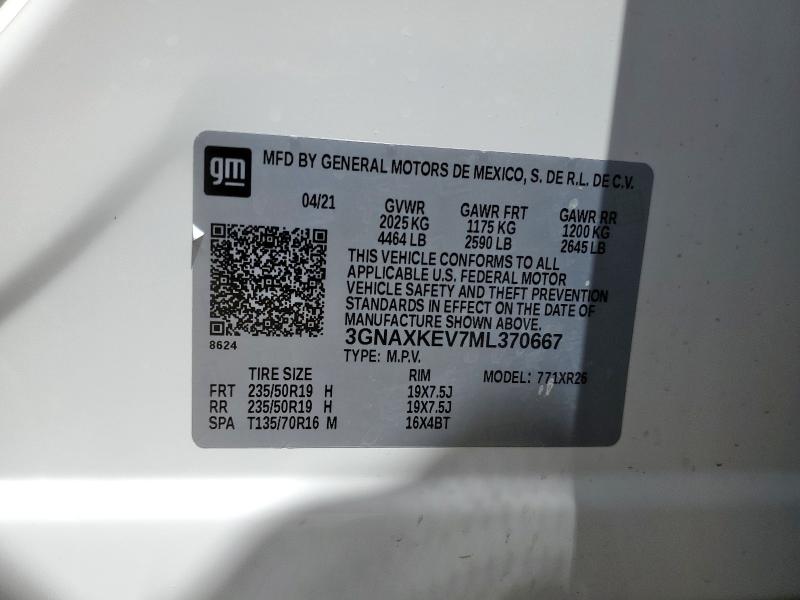 gm
MFD BY GENERAL MOTORS DE MEXICO, S. DE R.L. DE C.V.
04/21 GVWR GAWR FRT GAWR RR
2025 KG 1175 KG 1200 KG
4464 LB 2590 LB 2645 LB
THIS VEHICLE CONFORMS TO ALL
APPLICABLE U.S. FEDERAL MOTOR
VEHICLE SAFETY AND THEFT PREVENTION
STANDARDS IN EFFECT ON THE DATE OF
MANUFACTURE SHOWN ABOVE.
8624
3GNAXKEV7ML370667
TYPE: M.P.V.
TIRE SIZE RIM MODEL: 771XR26
FRT 235/50R19 H 19X7.5J
RR 235/50R19 H 19X7.5J
SPA T135/70R16 M 16X4BT